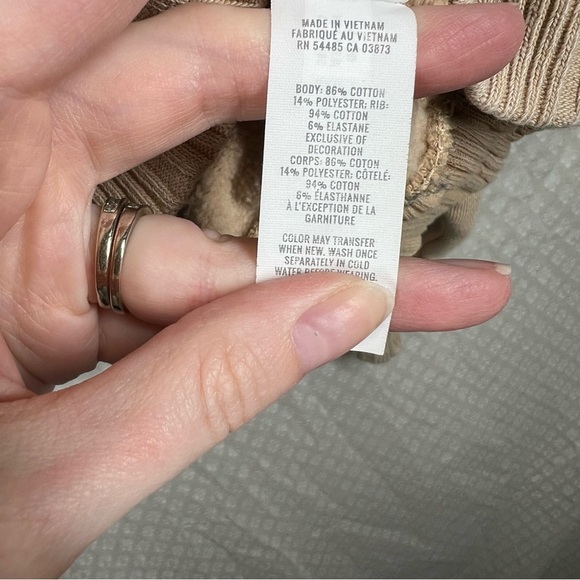 MADE IN VIETNAM
FABRIQUÉ AU VIETNAM
RN 54485 CA 03873
BODY: 86% COTTON
14% POLYESTER; RIB:
94% COTTON
6% ELASTANE
EXCLUSIVE OF
DECORATION
CORPS: 86% COTON
14% POLYESTER; CÔTELÉ:
94% COTON
6% ÉLASTHANNE
À L'EXCEPTION DE LA
GARNITURE
COLOR MAY TRANSFER
WHEN NEW, WASH ONCE
SEPARATELY IN COLD
WATER BEFORE WEARING.